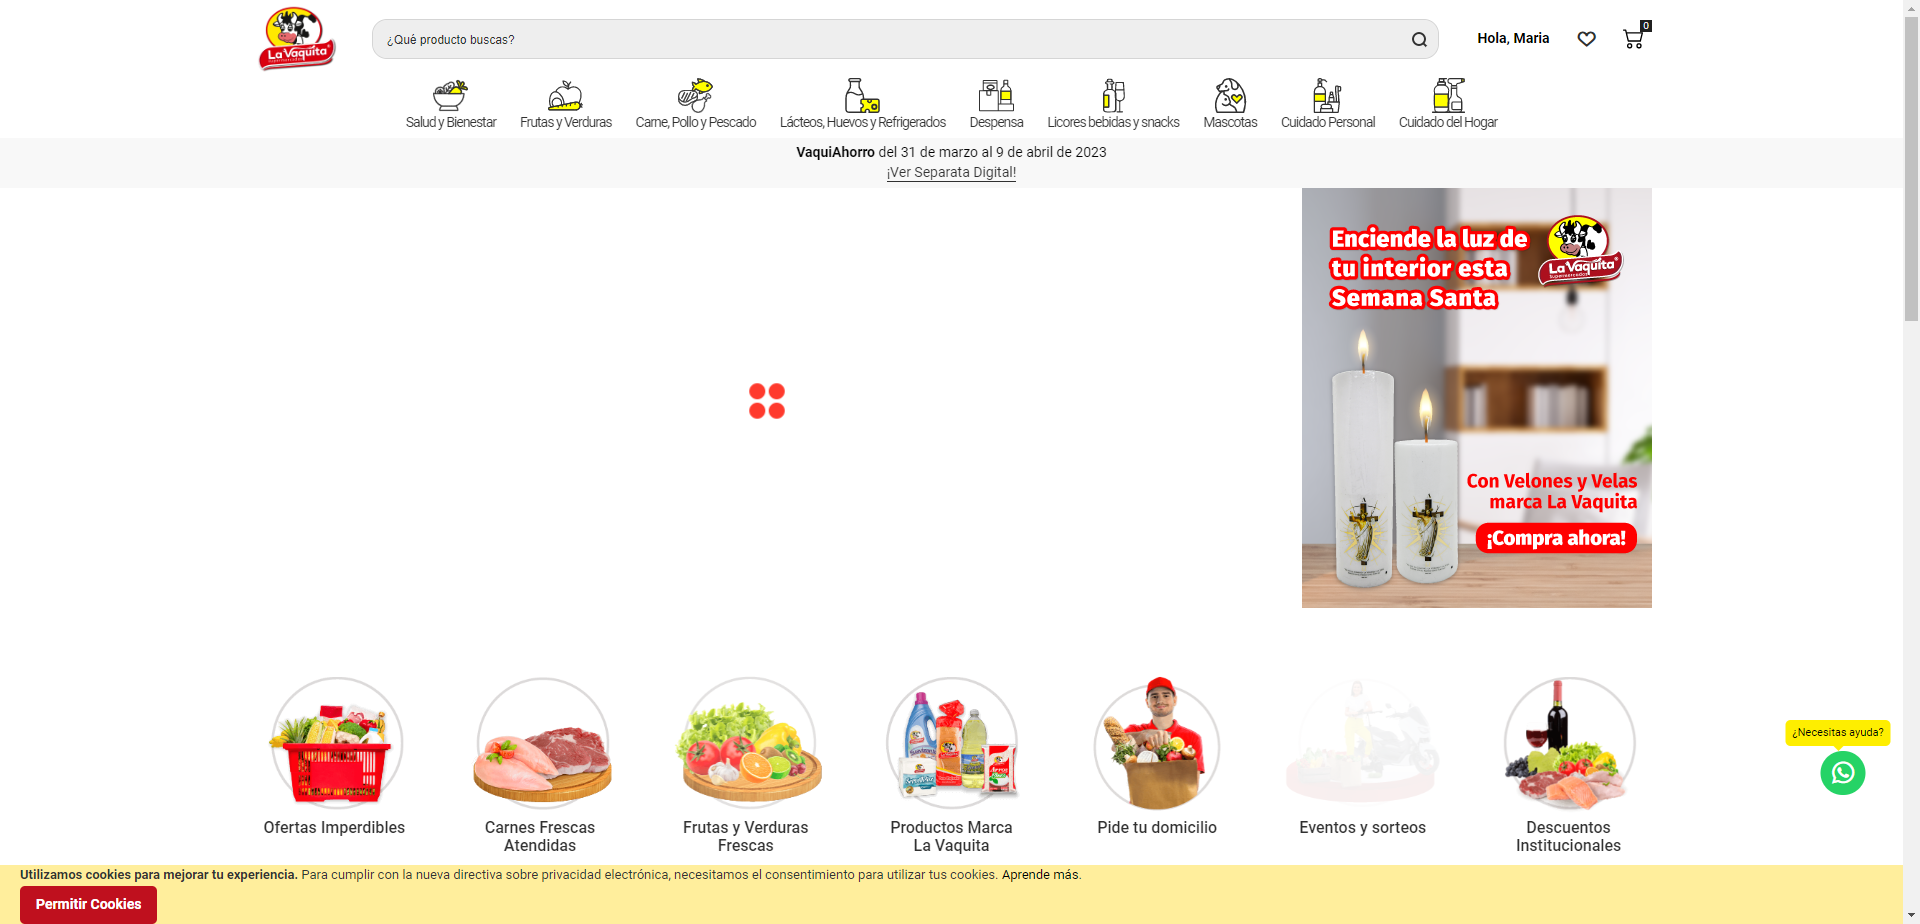 La Vaquita
Supermercados
¿Qué producto buscas?
Hola, Maria
0
Salud y Bienestar
Frutas y Verduras
Carne, Pollo y Pescado
Lácteos, Huevos y Refrigerados
Despensa
Licores bebidas y snacks
Mascotas
Cuidado Personal
Cuidado del Hogar
VaquiAhorro del 31 de marzo al 9 de abril de 2023
¡Ver Separata Digital!
Enciende la luz de
tu interior esta
Semana Santa
La Vaquita
Supermercados
Con Velones y Velas
marca La Vaquita
¡Compra ahora!
Ofertas Imperdibles
Carnes Frescas
Atendidas
Frutas y Verduras
Frescas
Productos Marca
La Vaquita
Pide tu domicilio
Eventos y sorteos
Descuentos
Institucionales
¿Necesitas ayuda?
Utilizamos cookies para mejorar tu experiencia. Para cumplir con la nueva directiva sobre privacidad electrónica, necesitamos el consentimiento para utilizar tus cookies. Aprende más.
Permitir Cookies